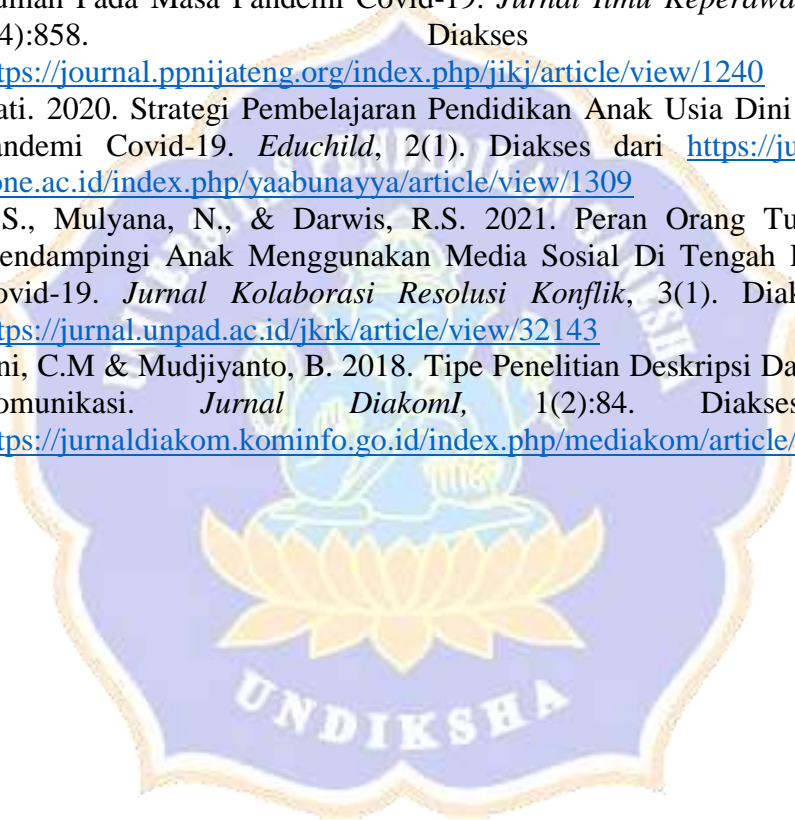 Pada Masa Pandemi Covid-19. Jurnal Ilmu Keperawa
4):858. Diakses
tps://journal.ppnijateng.org/index.php/jikj/article/view/1240
ati. 2020. Strategi Pembelajaran Pendidikan Anak Usia Dini
andemi Covid-19. Educhild, 2(1). Diakses dari https://ju
one.ac.id/index.php/yaabunayya/article/view/1309
S., Mulyana, N., & Darwis, R.S. 2021. Peran Orang Tu
endampingi Anak Menggunakan Media Sosial Di Tengah
ovid-19. Jurnal Kolaborasi Resolusi Konflik, 3(1). Diak
tps://jurnal.unpad.ac.id/jkrk/article/view/32143
ni, C.M & Mudjiyanto, B. 2018. Tipe Penelitian Deskripsi Da
omunikasi. Jurnal DiakomI, 1(2):84. Diakses
tps://jurnaldiakom.kominfo.go.id/index.php/mediakom/article/
UNDIKSHA